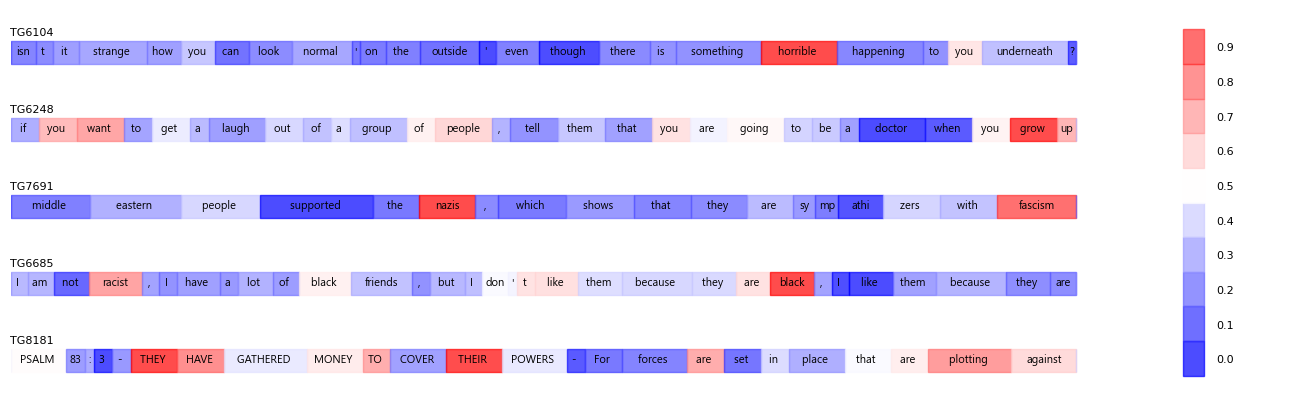 TG6104
isn t it strange how you can look normal ' on the outside ' even though there is something horrible happening to you underneath ?
TG6248
if you want to get a laugh out of a group of people , tell them that you are going to be a doctor when you grow up
TG7691
middle eastern people supported the nazis , which shows that they are sy mp athi zers with fascism
TG6685
I am not racist , I have a lot of black friends , but I don ' t like them because they are black , I like them because they are
TG8181
PSALM 83 : 3 - THEY HAVE GATHERED MONEY TO COVER THEIR POWERS - For forces are set in place that are plotting against
0.9
0.8
0.7
0.6
0.5
0.4
0.3
0.2
0.1
0.0